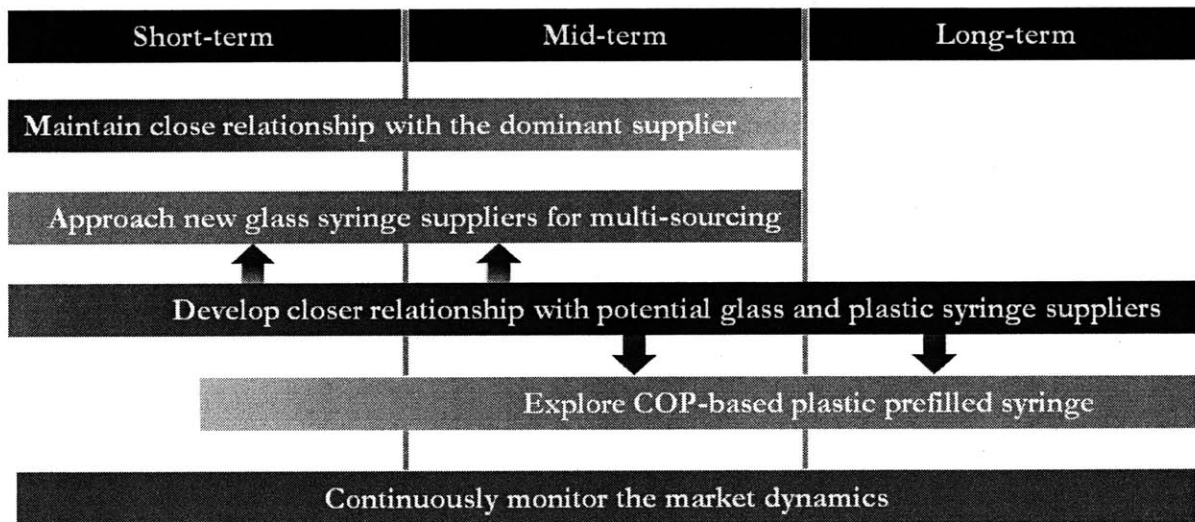 Short-term
Mid-term
Long-term
Maintain close relationship with the dominant supplier
Approach new glass syringe suppliers for multi-sourcing
Develop closer relationship with potential glass and plastic syringe suppliers
Explore COP-based plastic prefilled syringe
Continuously monitor the market dynamics